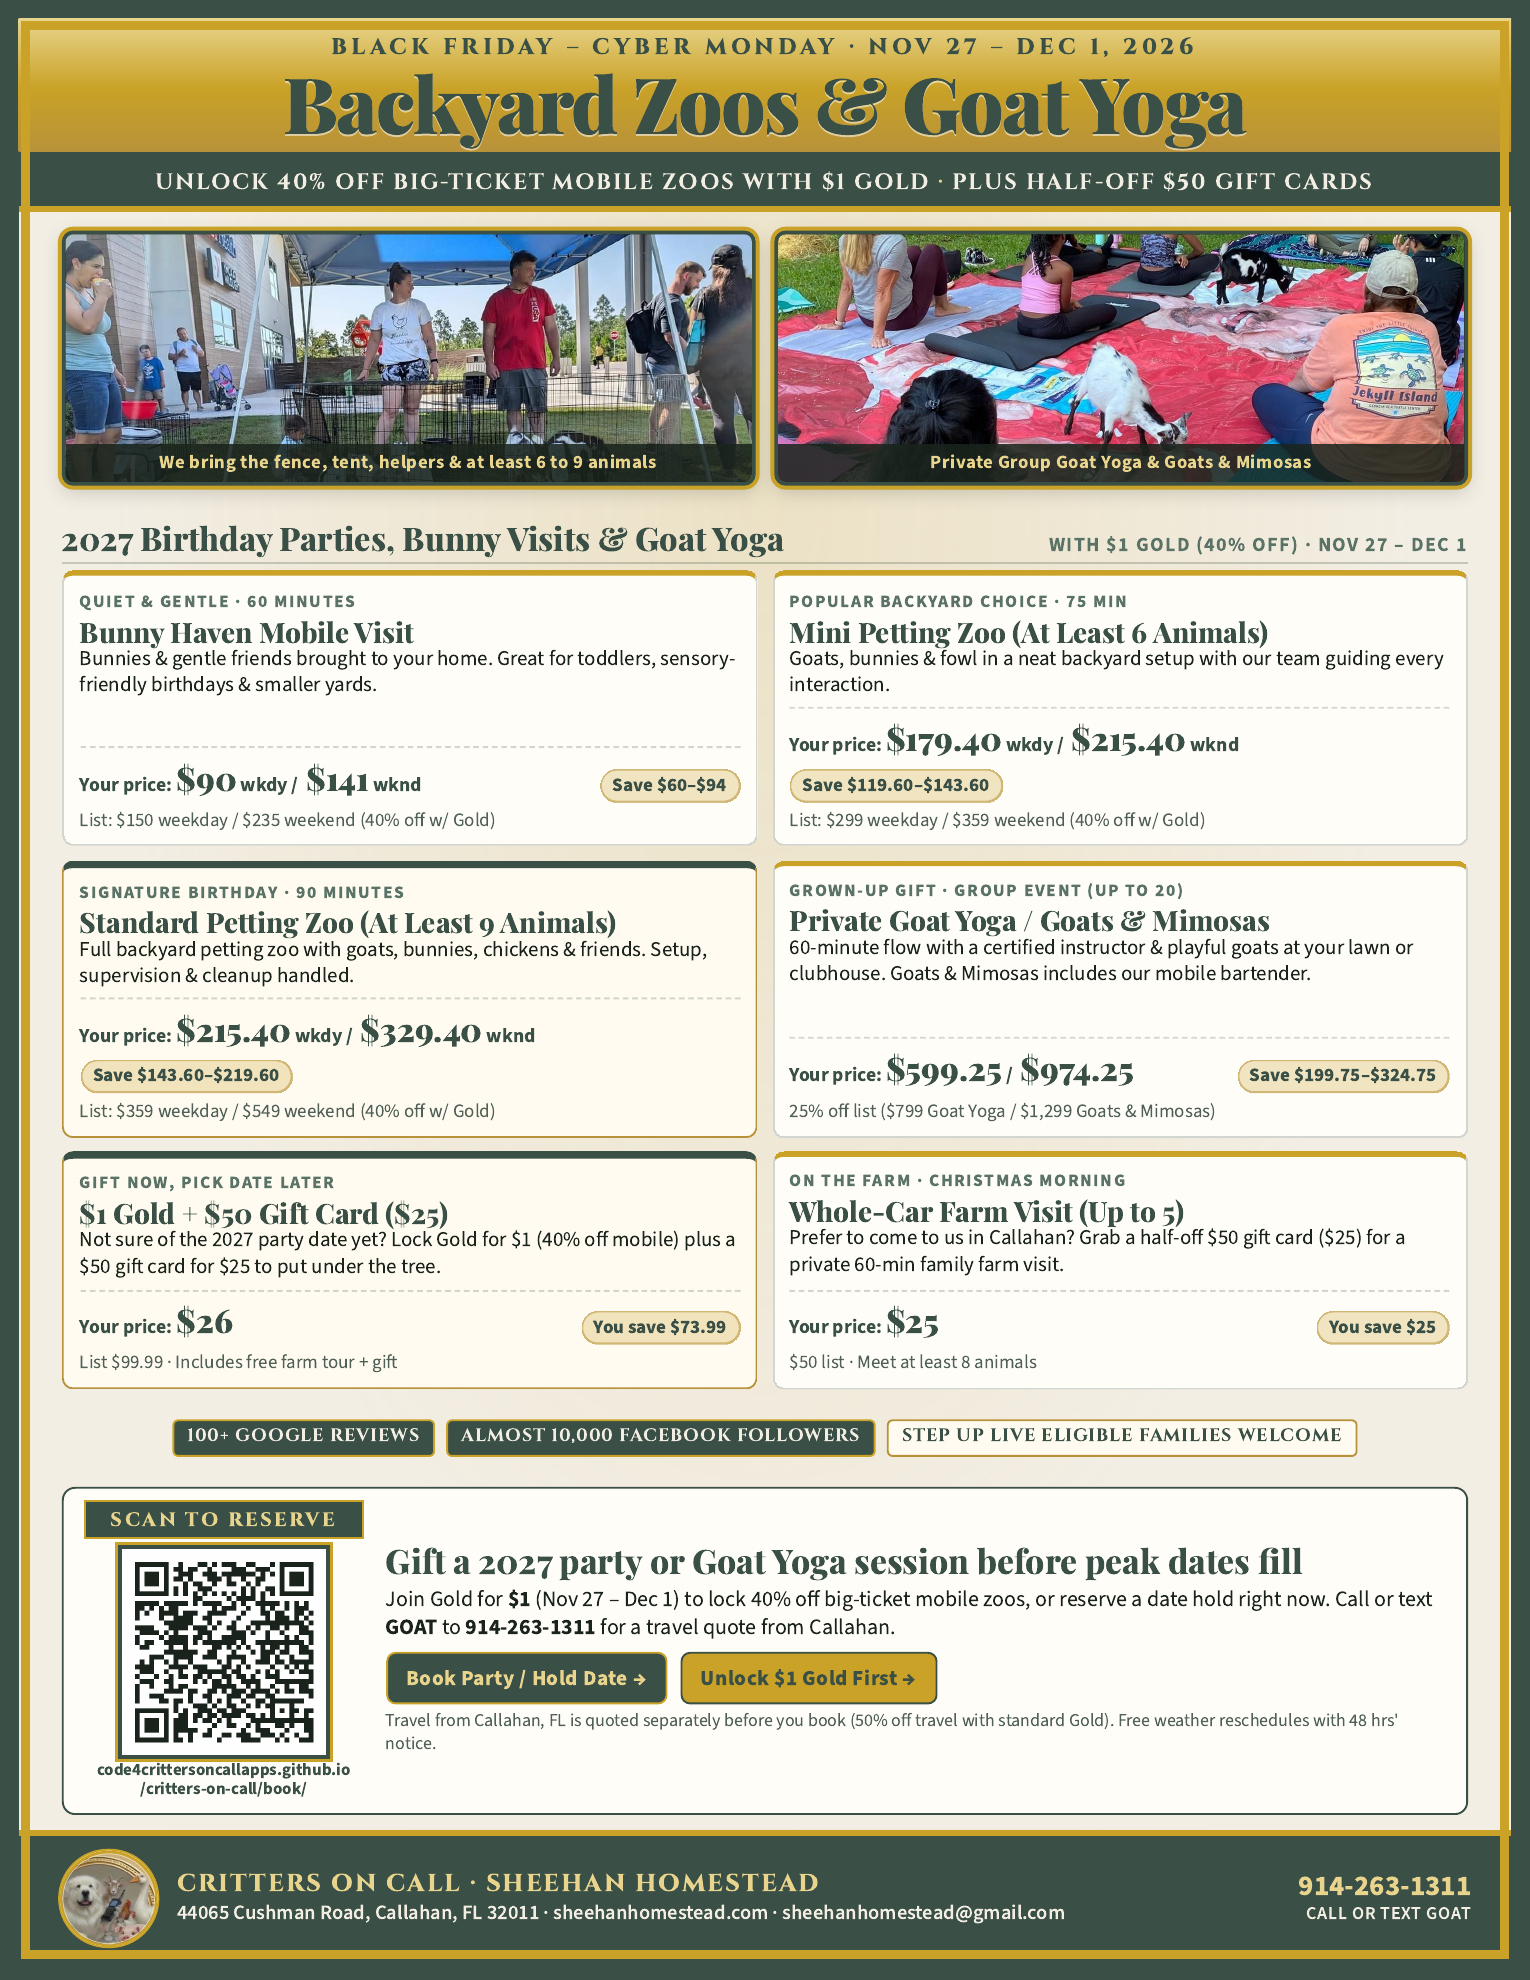 BLACK FRIDAY – CYBER MONDAY · NOV 27 – DEC 1, 2026
Backyard Zoos & Goat Yoga
UNLOCK 40% OFF BIG-TICKET MOBILE ZOOS WITH $1 GOLD · PLUS HALF-OFF $50 GIFT CARDS
Jekyll Island
We bring the fence, tent, helpers & at least 6 to 9 animals
Private Group Goat Yoga & Goats & Mimosas
2027 Birthday Parties, Bunny Visits & Goat Yoga
WITH $1 GOLD (40% OFF) · NOV 27 – DEC 1
QUIET & GENTLE · 60 MINUTES
Bunny Haven Mobile Visit
Bunnies & gentle friends brought to your home. Great for toddlers, sensory-
friendly birthdays & smaller yards.
Your price: $90 wkdy / $141 wknd
Save $60–$94
List: $150 weekday / $235 weekend (40% off w/ Gold)
POPULAR BACKYARD CHOICE · 75 MIN
Mini Petting Zoo (At Least 6 Animals)
Goats, bunnies & fowl in a neat backyard setup with our team guiding every
interaction.
Your price: $179.40 wkdy / $215.40 wknd
Save $119.60–$143.60
List: $299 weekday / $359 weekend (40% off w/ Gold)
SIGNATURE BIRTHDAY · 90 MINUTES
Standard Petting Zoo (At Least 9 Animals)
Full backyard petting zoo with goats, bunnies, chickens & friends. Setup,
supervision & cleanup handled.
Your price: $215.40 wkdy / $329.40 wknd
Save $143.60–$219.60
List: $359 weekday / $549 weekend (40% off w/ Gold)
GROWN-UP GIFT · GROUP EVENT (UP TO 20)
Private Goat Yoga / Goats & Mimosas
60-minute flow with a certified instructor & playful goats at your lawn or
clubhouse. Goats & Mimosas includes our mobile bartender.
Your price: $599.25 / $974.25
Save $199.75–$324.75
25% off list ($799 Goat Yoga / $1,299 Goats & Mimosas)
GIFT NOW, PICK DATE LATER
$1 Gold + $50 Gift Card ($25)
Not sure of the 2027 party date yet? Lock Gold for $1 (40% off mobile) plus a
$50 gift card for $25 to put under the tree.
Your price: $26
You save $73.99
List $99.99 · Includes free farm tour + gift
ON THE FARM · CHRISTMAS MORNING
Whole-Car Farm Visit (Up to 5)
Prefer to come to us in Callahan? Grab a half-off $50 gift card ($25) for a
private 60-min family farm visit.
Your price: $25
You save $25
$50 list · Meet at least 8 animals
100+ GOOGLE REVIEWS
ALMOST 10,000 FACEBOOK FOLLOWERS
STEP UP LIVE ELIGIBLE FAMILIES WELCOME
SCAN TO RESERVE
code4crittersoncallapps.github.io
/critters-on-call/book/
Gift a 2027 party or Goat Yoga session before peak dates fill
Join Gold for $1 (Nov 27 – Dec 1) to lock 40% off big-ticket mobile zoos, or reserve a date hold right now. Call or text
GOAT to 914-263-1311 for a travel quote from Callahan.
Book Party / Hold Date →
Unlock $1 Gold First →
Travel from Callahan, FL is quoted separately before you book (50% off travel with standard Gold). Free weather reschedules with 48 hrs'
notice.
CRITTERS ON CALL · SHEEHAN HOMESTEAD
44065 Cushman Road, Callahan, FL 32011 · sheehanhomestead.com · sheehanhomestead@gmail.com
914-263-1311
CALL OR TEXT GOAT